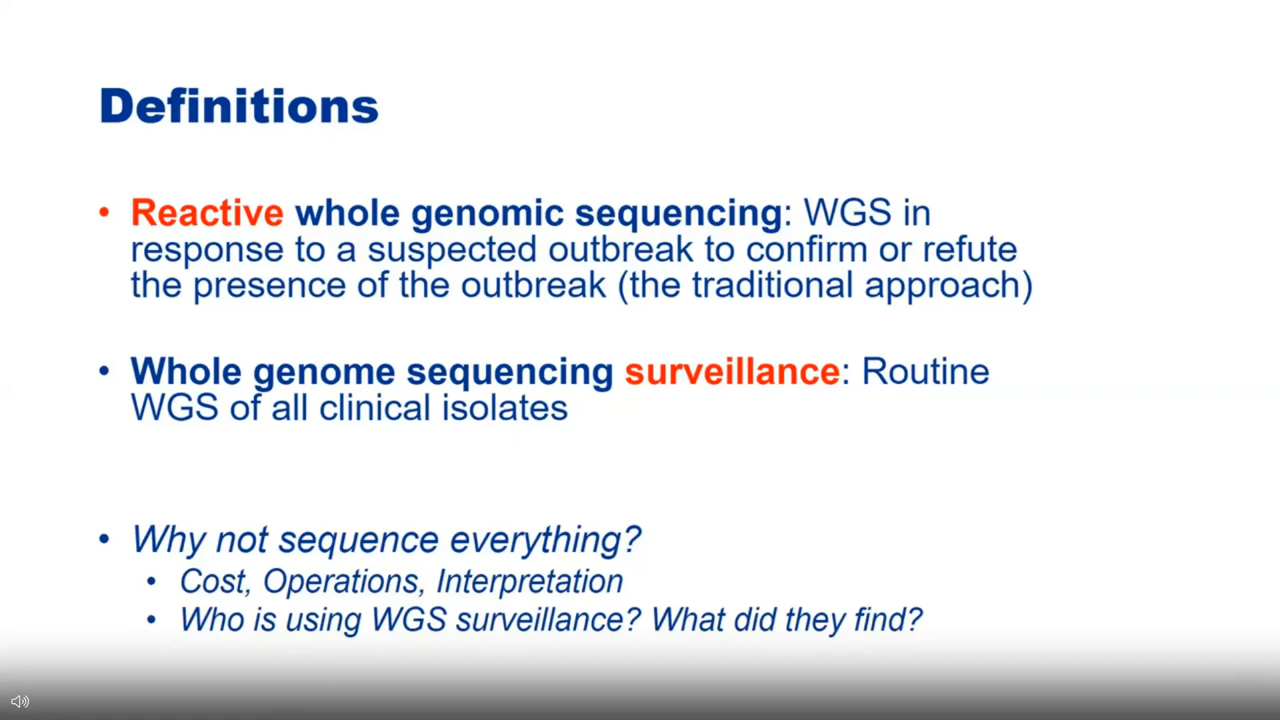 Definitions
• Reactive whole genomic sequencing: WGS in
response to a suspected outbreak to confirm or refute
the presence of the outbreak (the traditional approach)
• Whole genome sequencing surveillance: Routine
WGS of all clinical isolates
• Why not sequence everything?
• Cost, Operations, Interpretation
• Who is using WGS surveillance? What did they find?